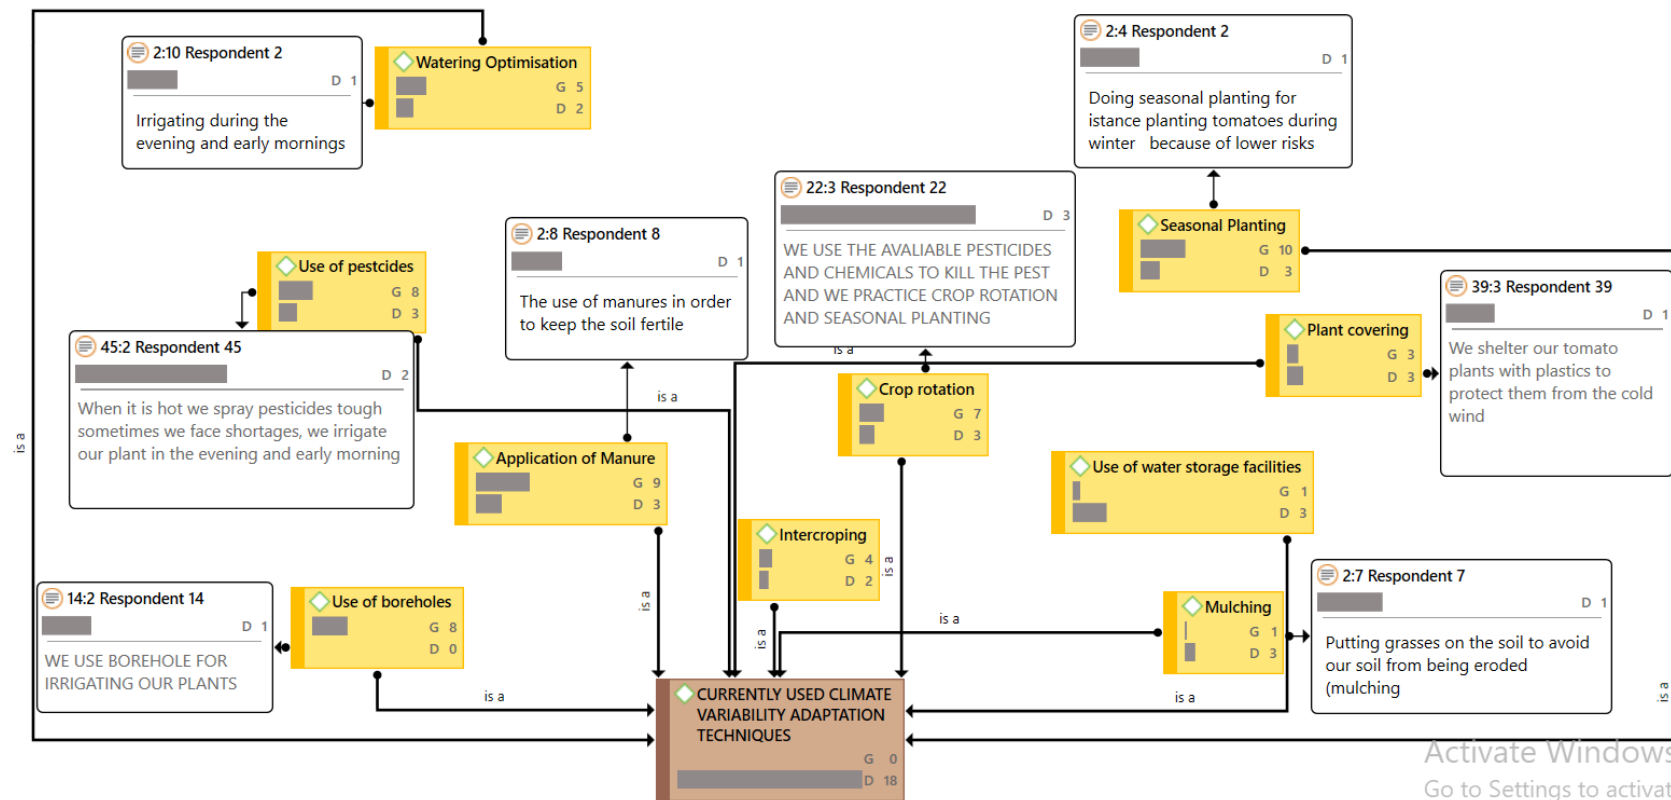 2:10 Respondent 2
D 1
Irrigating during the
evening and early mornings
Watering Optimisation
G 5
D 2
2:4 Respondent 2
D 1
Doing seasonal planting for
istance planting tomatoes during
winter because of lower risks
22:3 Respondent 22
D 3
WE USE THE AVALIABLE PESTICIDES
AND CHEMICALS TO KILL THE PEST
AND WE PRACTICE CROP ROTATION
AND SEASONAL PLANTING
2:8 Respondent 8
D 1
The use of manures in order
to keep the soil fertile
Seasonal Planting
G 10
D 3
Use of pestcides
G 8
D 3
39:3 Respondent 39
D 1
We shelter our tomato
plants with plastics to
protect them from the cold
wind
Plant covering
G 3
D 3
45:2 Respondent 45
D 2
When it is hot we spray pesticides tough
sometimes we face shortages, we irrigate
our plant in the evening and early morning
is a
is a
is a
Crop rotation
G 7
D 3
Application of Manure
G 9
D 3
Use of water storage facilities
G 1
D 3
Intercroping
G 4
D 2
is a
is a
is a
is a
2:7 Respondent 7
D 1
Putting grasses on the soil to avoid
our soil from being eroded
(mulching
Mulching
G 1
D 3
14:2 Respondent 14
D 1
WE USE BOREHOLE FOR
IRRIGATING OUR PLANTS
Use of boreholes
G 8
D 0
is a
is a
is a
CURRENTLY USED CLIMATE
VARIABILITY ADAPTATION
TECHNIQUES
G 0
D 18
Activate Windows
Go to Settings to activat